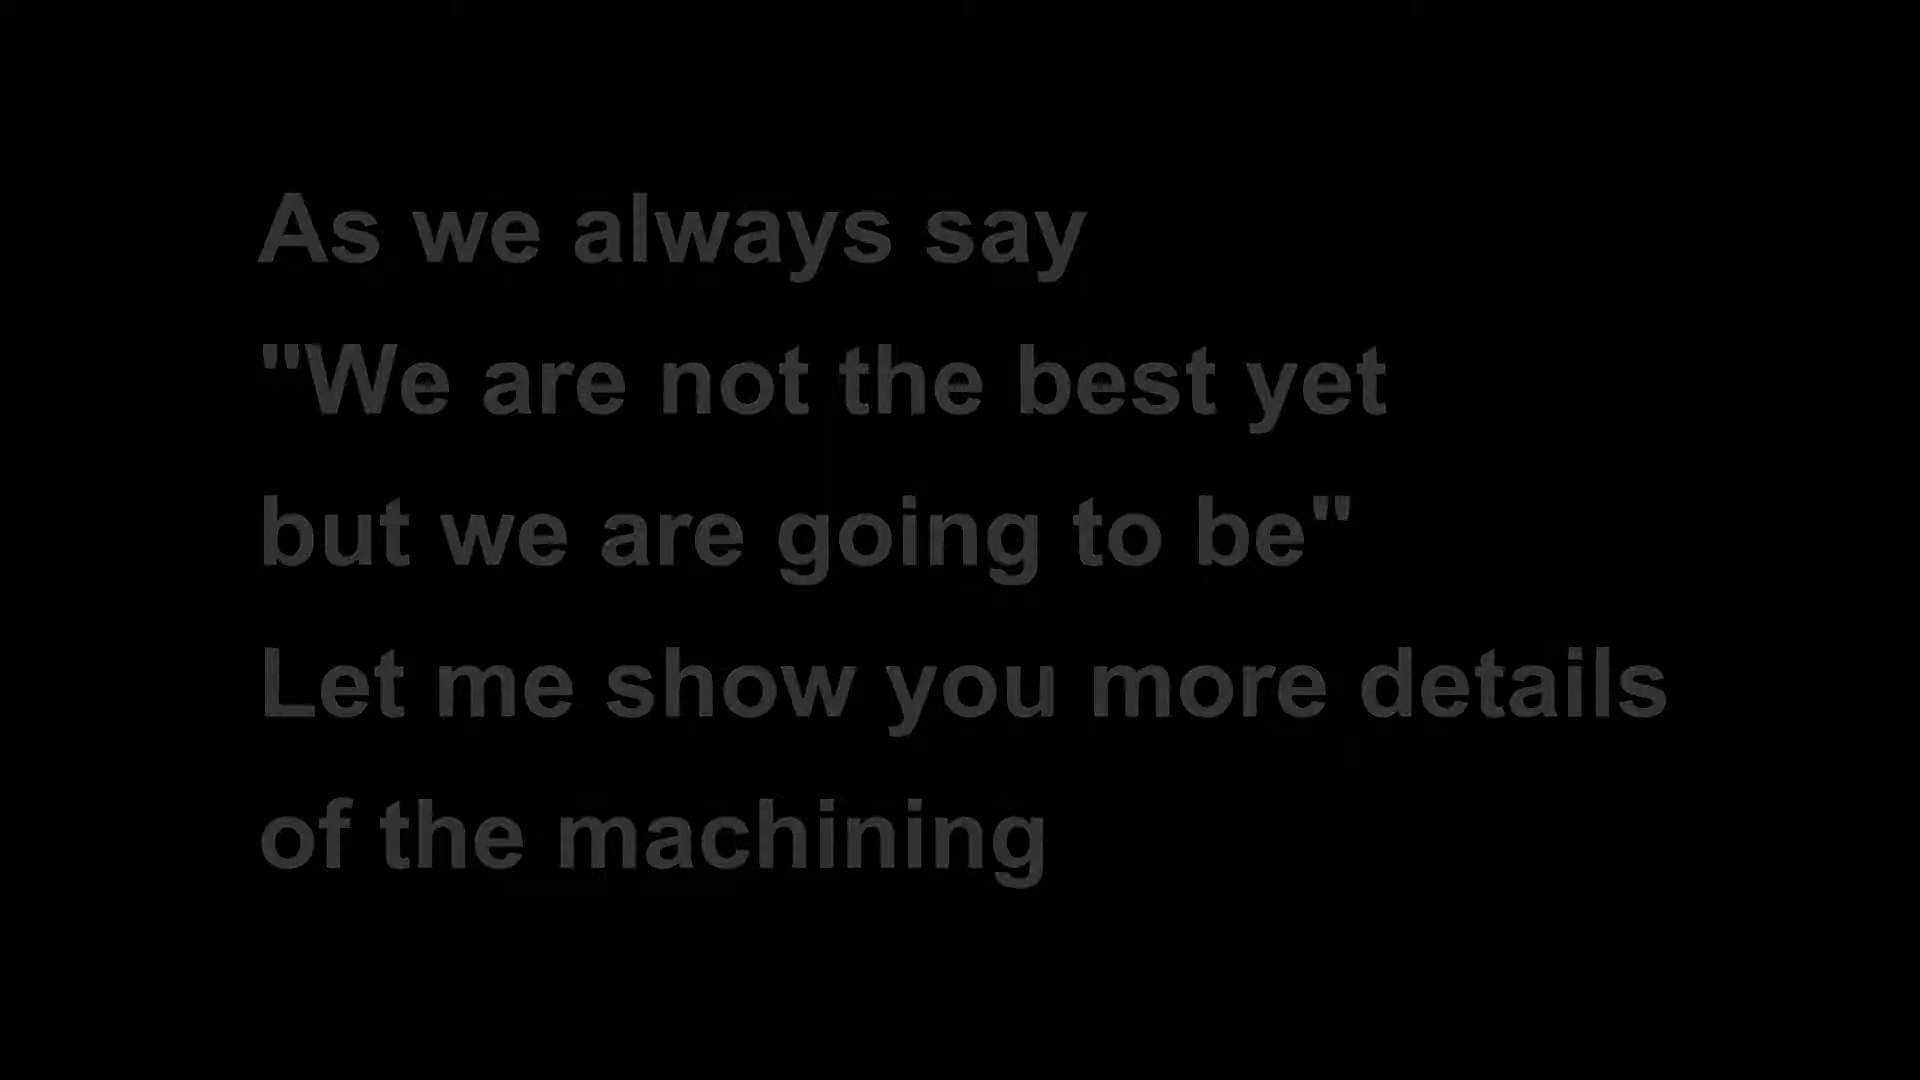 As we always say
"We are not the best yet
but we are going to be"
Let me show you more details
of the machining